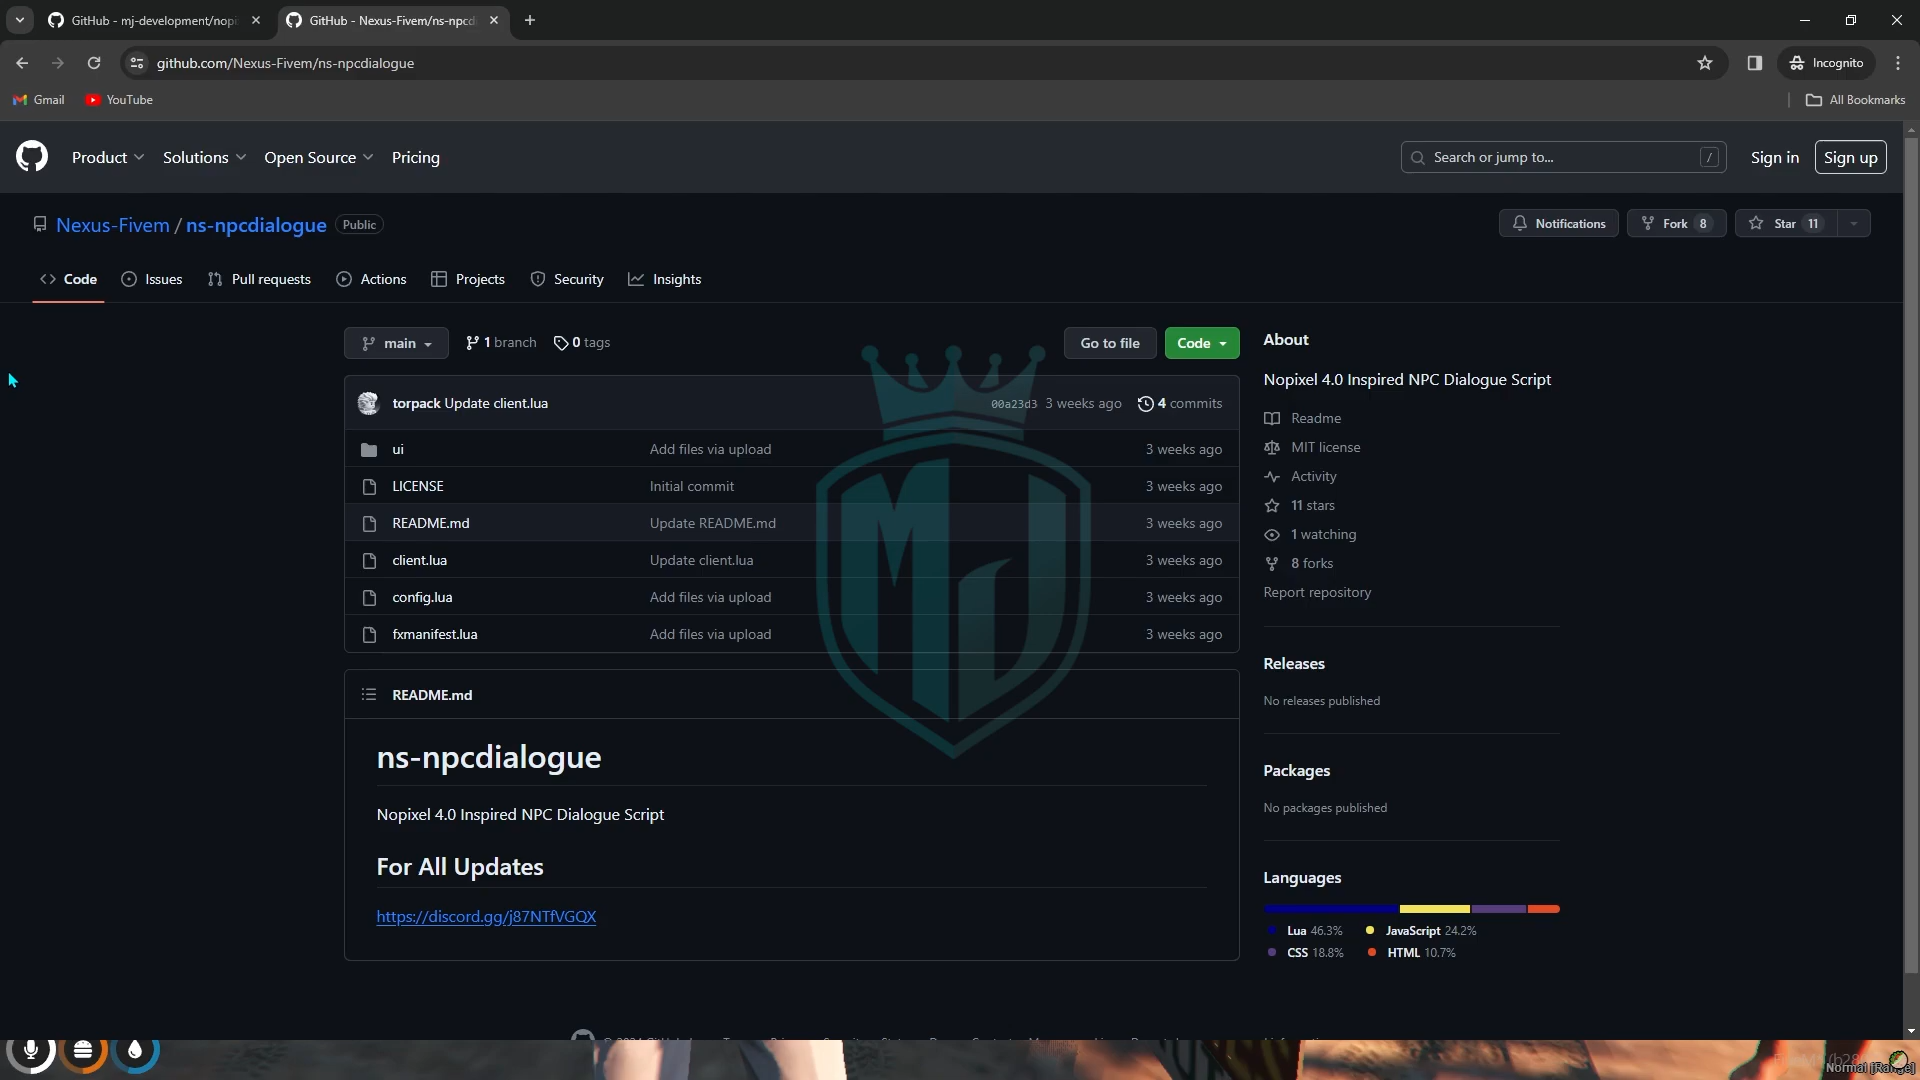 GitHub - mj-development/nopi
GitHub - Nexus-Fivem/ns-npcdi
github.com/Nexus-Fivem/ns-npcdialogue
Incognito
Gmail
YouTube
All Bookmarks
Product
Solutions
Open Source
Pricing
Search or jump to...
/
Sign in
Sign up
Nexus-Fivem / ns-npcdialogue
Public
Notifications
Fork 8
Star 11
Code
Issues
Pull requests
Actions
Projects
Security
Insights
main
1 branch
0 tags
Go to file
Code
torpack Update client.lua
00a23d3 3 weeks ago
4 commits
ui
Add files via upload
3 weeks ago
LICENSE
Initial commit
3 weeks ago
README.md
Update README.md
3 weeks ago
client.lua
Update client.lua
3 weeks ago
config.lua
Add files via upload
3 weeks ago
fxmanifest.lua
Add files via upload
3 weeks ago
README.md
ns-npcdialogue
Nopixel 4.0 Inspired NPC Dialogue Script
For All Updates
https://discord.gg/j87NTfVGQX
About
Nopixel 4.0 Inspired NPC Dialogue Script
Readme
MIT license
Activity
11 stars
1 watching
8 forks
Report repository
Releases
No releases published
Packages
No packages published
Languages
Lua 46.3%
JavaScript 24.2%
CSS 18.8%
HTML 10.7%
MJ
Normal [Range]